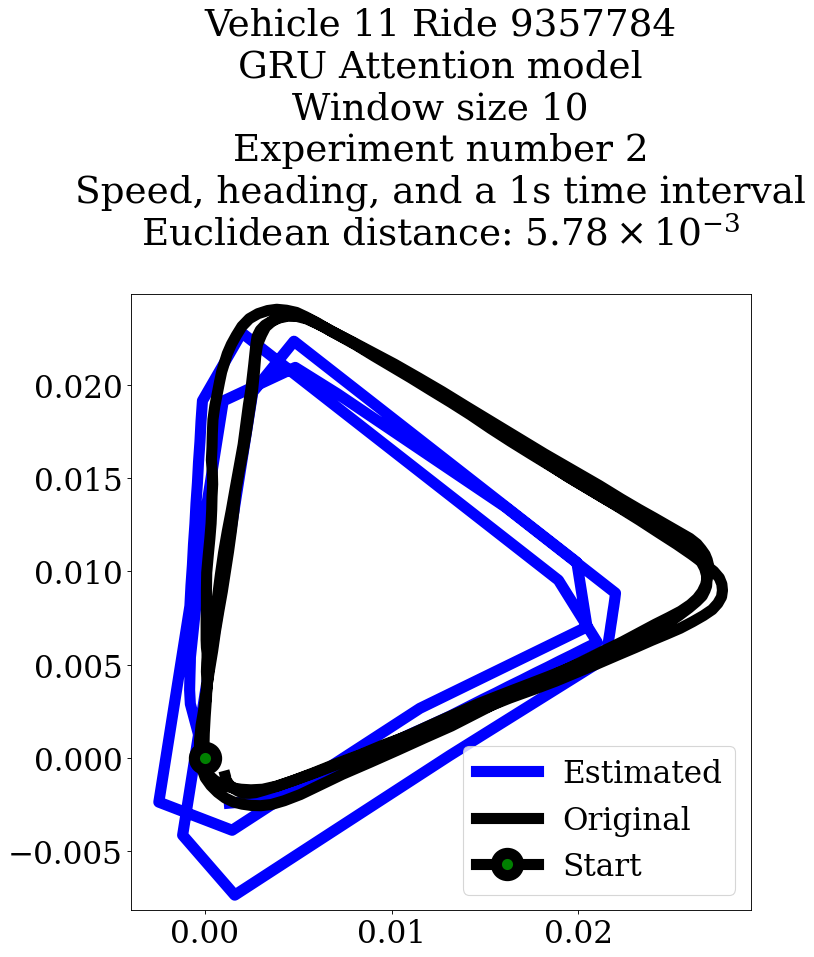 Vehicle 11 Ride 9357784
GRU Attention model
Window size 10
Experiment number 2
Speed, heading, and a 1s time interval
Euclidean distance: 5.78 × 10⁻³
0.020
0.015
0.010
0.005
0.000
−0.005
Estimated
Original
Start
0.00 0.01 0.02